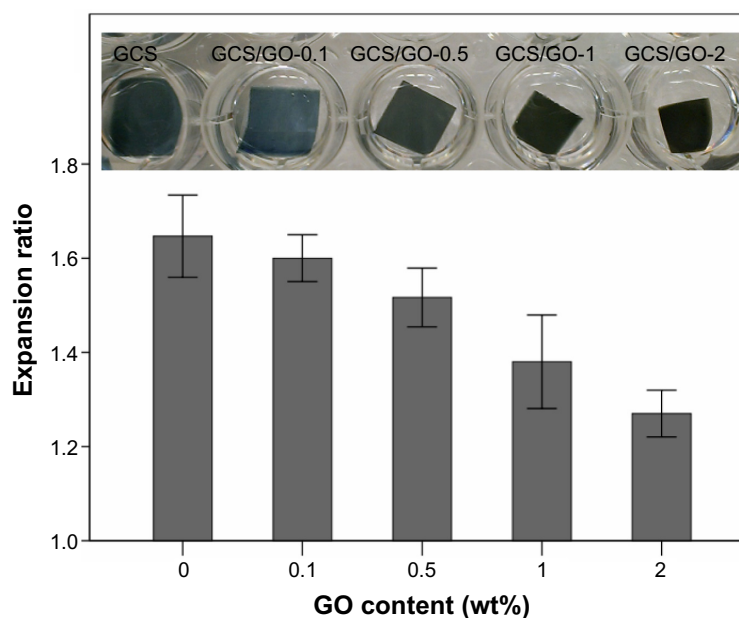 GCS GCS/GO-0.1 GCS/GO-0.5 GCS/GO-1 GCS/GO-2
1.8
1.6
1.4
1.2
1.0
Expansion ratio
0 0.1 0.5 1 2
GO content (wt%)